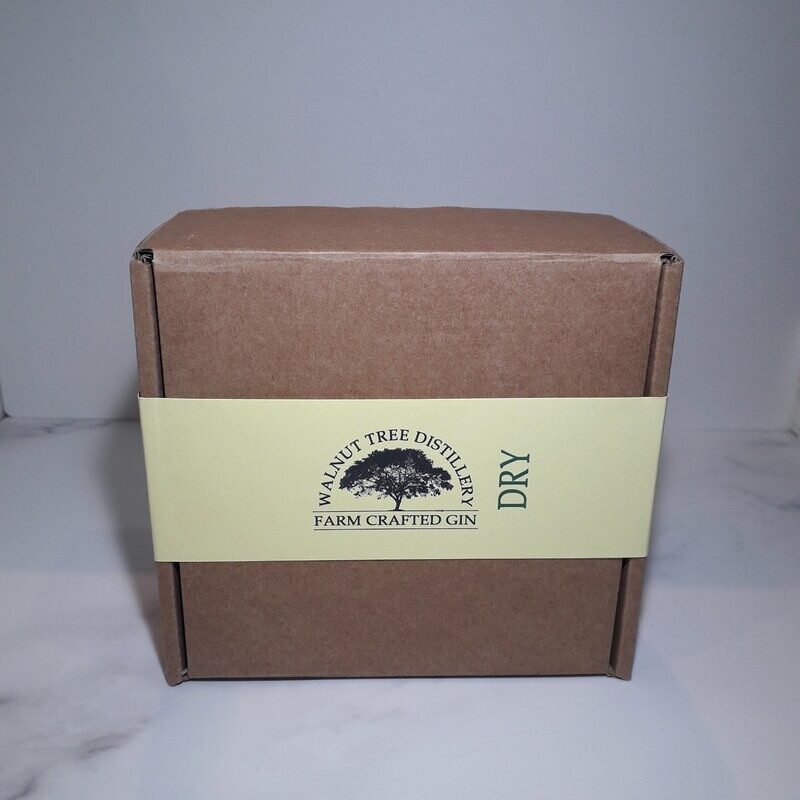 WALNUT TREE DISTILLERY
FARM CRAFTED GIN
DRY